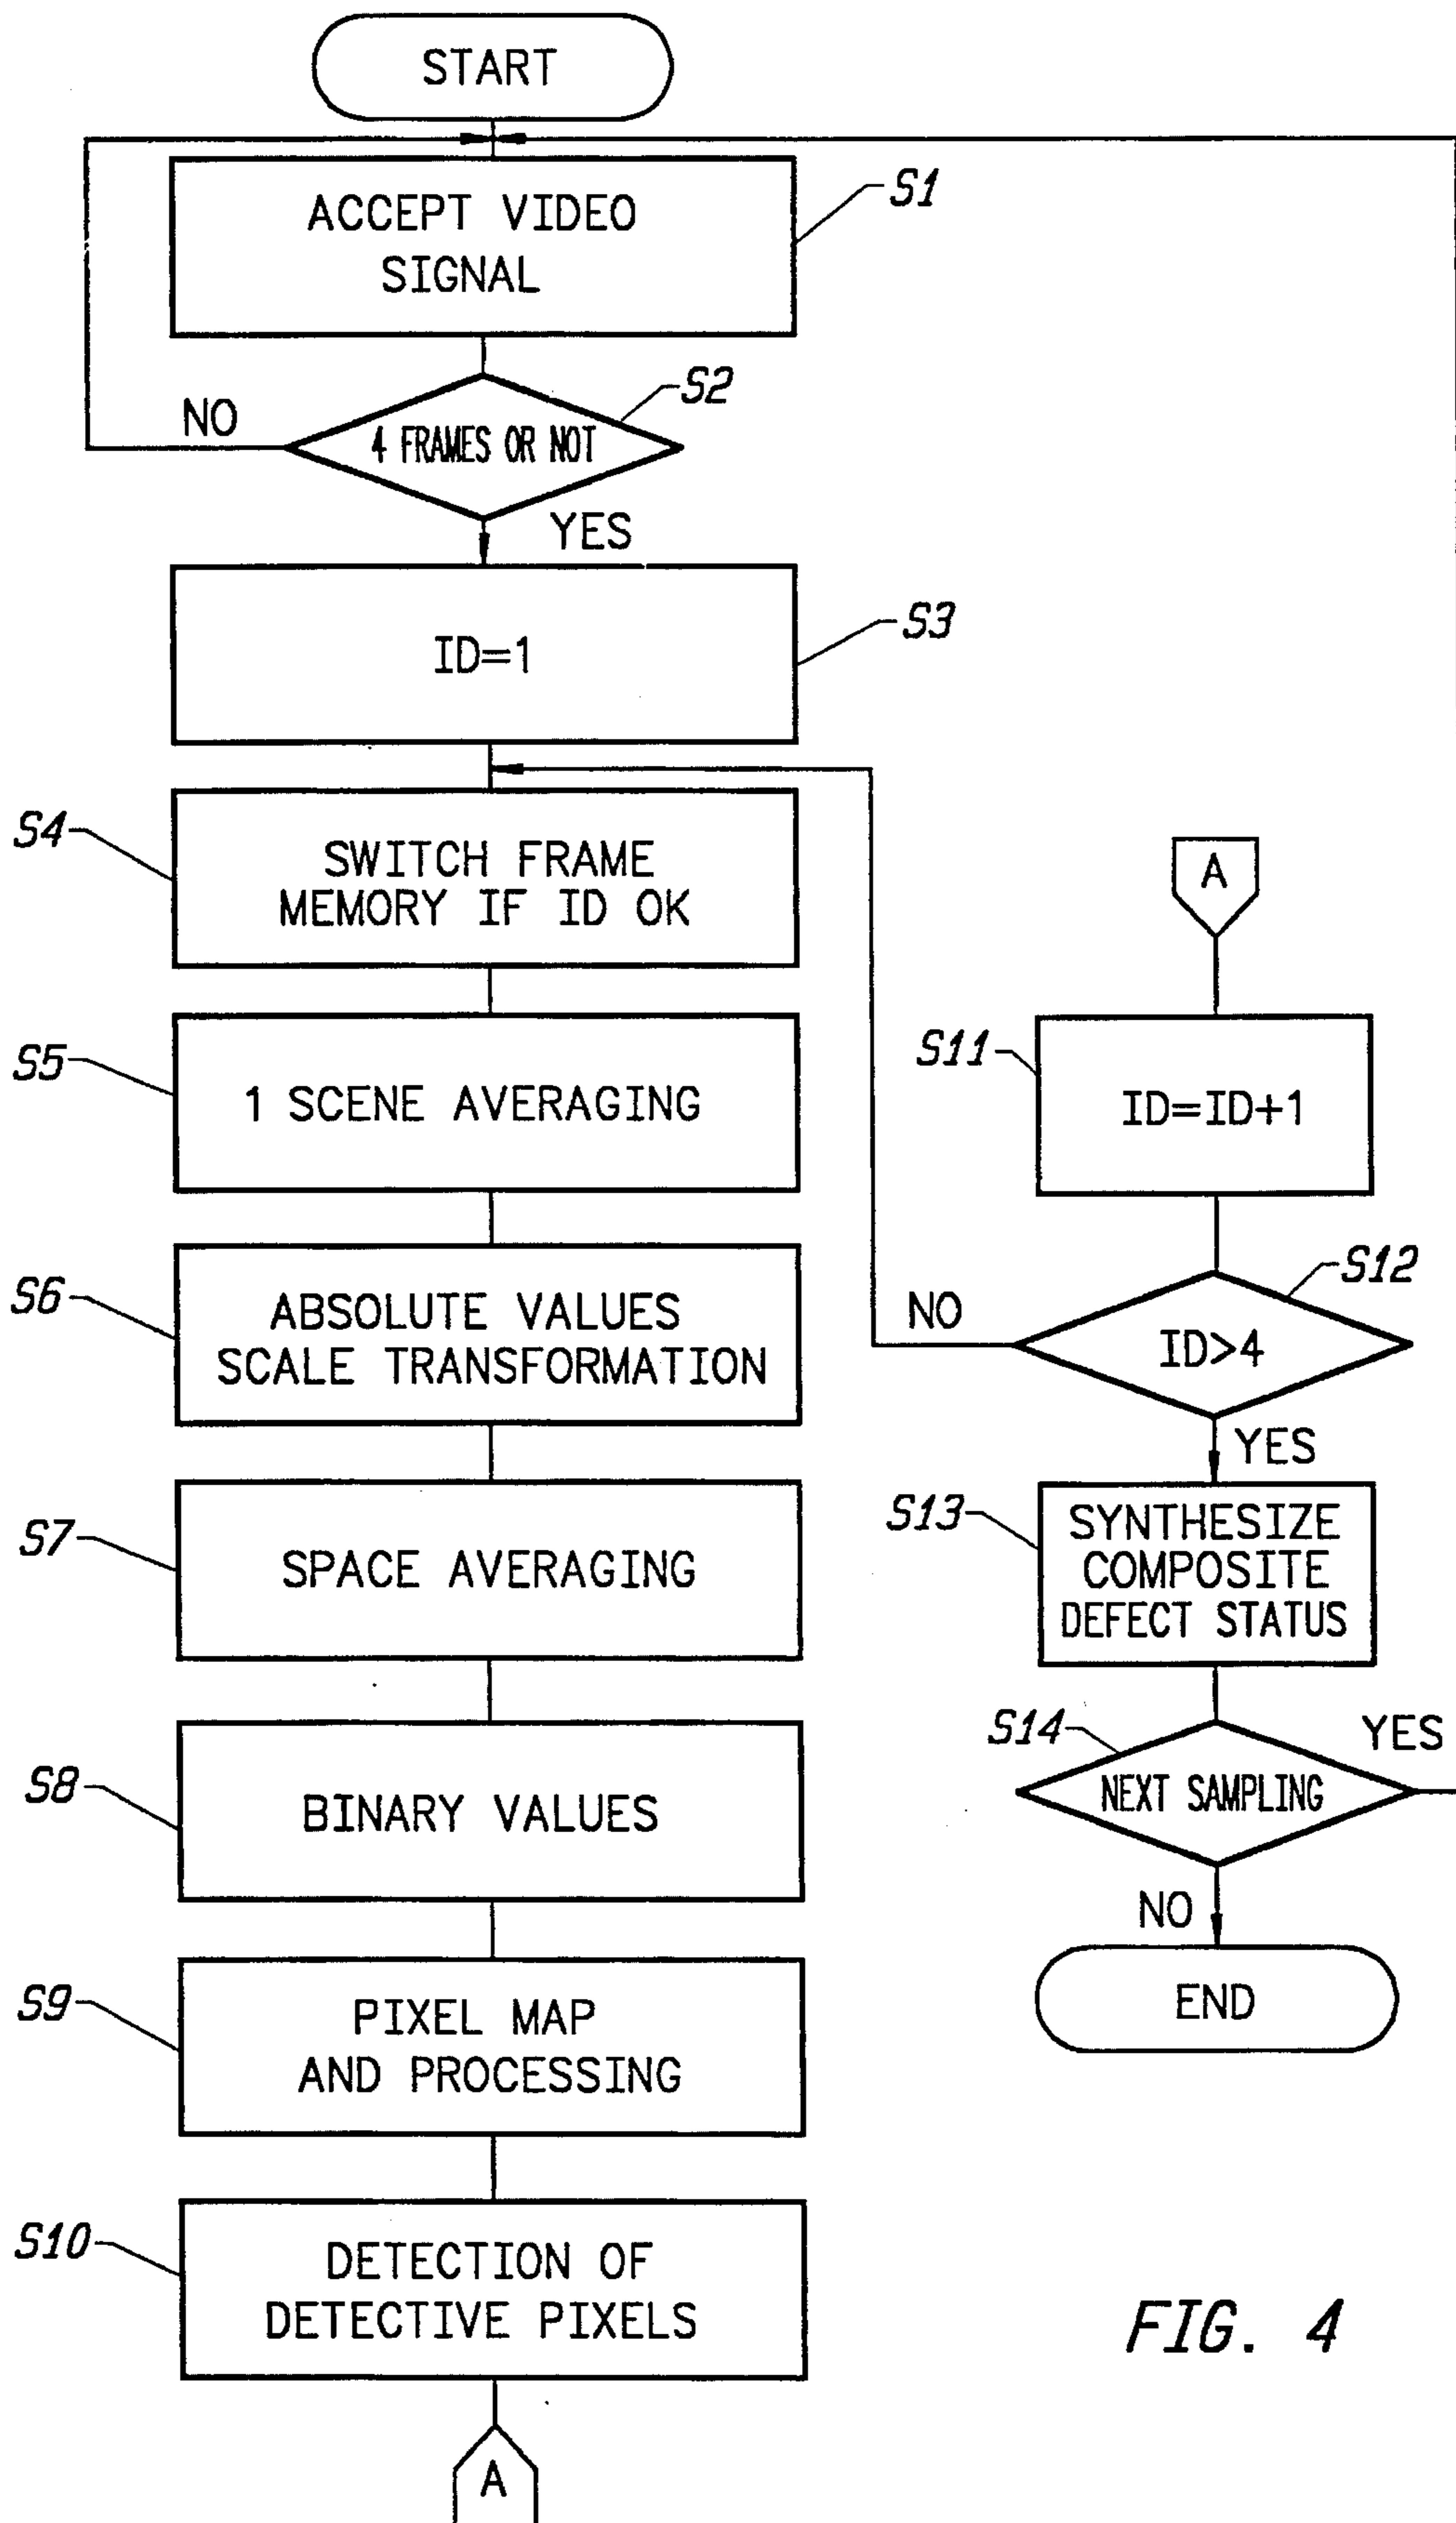 START
ACCEPT VIDEO
SIGNAL
S1
4 FRAMES OR NOT
S2
NO
YES
ID=1
S3
SWITCH FRAME
MEMORY IF ID OK
S4
1 SCENE AVERAGING
S5
ABSOLUTE VALUES
SCALE TRANSFORMATION
S6
SPACE AVERAGING
S7
BINARY VALUES
S8
PIXEL MAP
AND PROCESSING
S9
DETECTION OF
DETECTIVE PIXELS
S10
A
A
ID=ID+1
S11
ID>4
S12
NO
YES
SYNTHESIZE
COMPOSITE
DEFECT STATUS
S13
NEXT SAMPLING
S14
YES
NO
END
FIG. 4